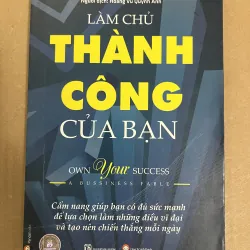 Người dịch: Hoàng Vũ Quỳnh Anh
LÀM CHỦ
THÀNH
CÔNG
CỦA BẠN
OWN Your SUCCESS
A BUSSINESS FABLE
Cẩm nang giúp bạn có đủ sức mạnh
để lựa chọn làm những điều vĩ đại
và tạo nên chiến thắng mỗi ngày